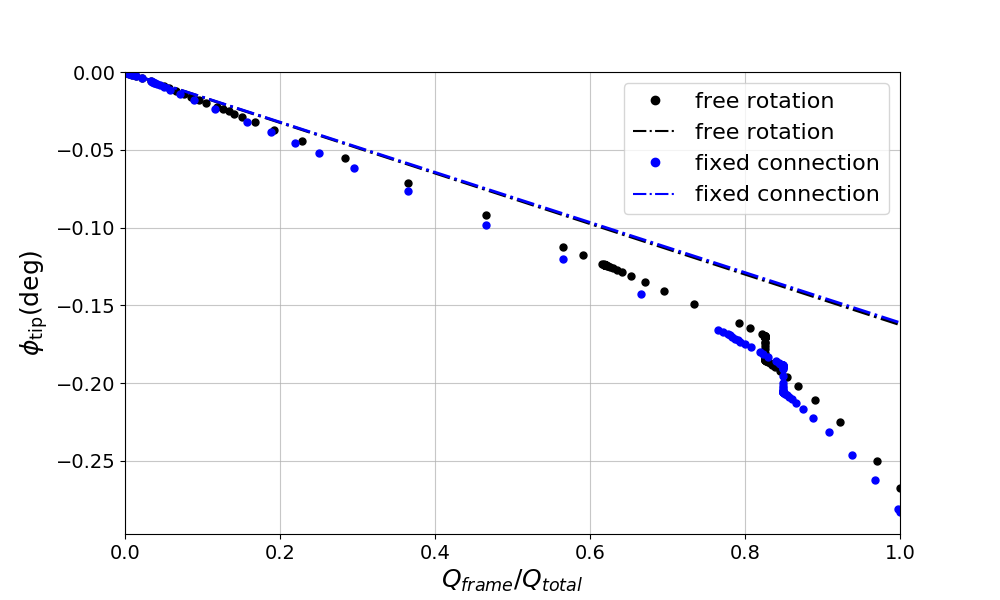 0.00
−0.05
−0.10
−0.15
−0.20
−0.25
ϕtip(deg)
free rotation
free rotation
fixed connection
fixed connection
0.0 0.2 0.4 0.6 0.8 1.0
Qframe/Qtotal